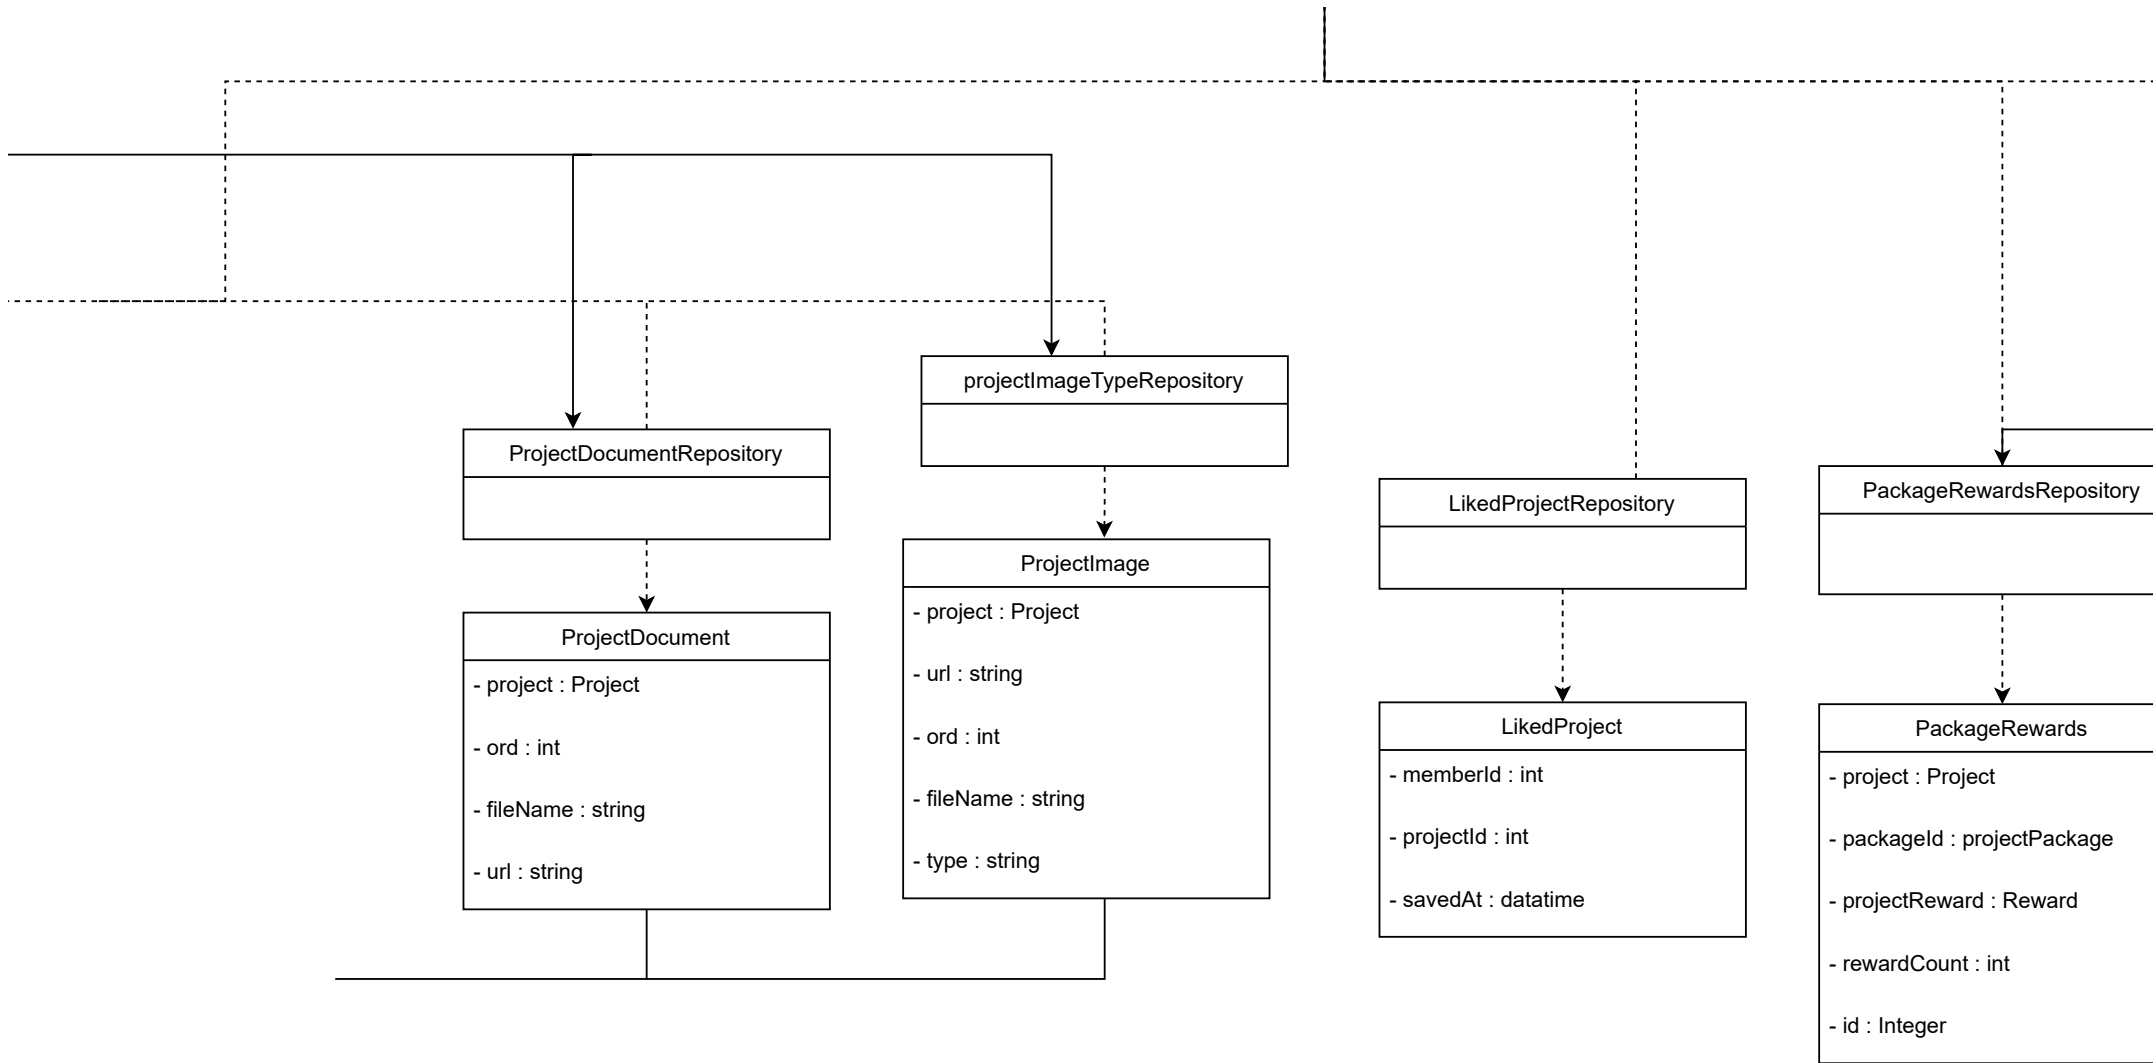 projectImageTypeRepository
ProjectDocumentRepository
PackageRewardsRepository
LikedProjectRepository
ProjectImage
- project : Project
- url : string
- ord : int
- fileName : string
- type : string
ProjectDocument
- project : Project
- ord : int
- fileName : string
- url : string
LikedProject
- memberId : int
- projectId : int
- savedAt : datatime
PackageRewards
- project : Project
- packageId : projectPackage
- projectReward : Reward
- rewardCount : int
- id : Integer